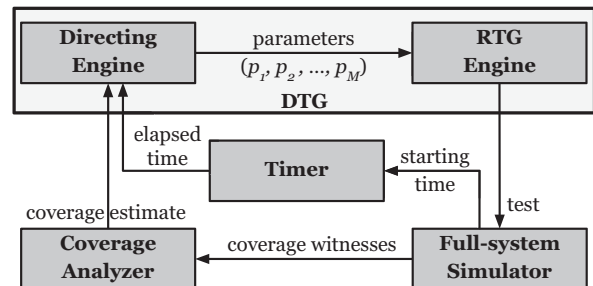 Directing
Engine
parameters
(p1, p2, ..., pM)
RTG
Engine
DTG
elapsed
time
Timer
starting
time
coverage estimate
test
Coverage
Analyzer
coverage witnesses
Full-system
Simulator